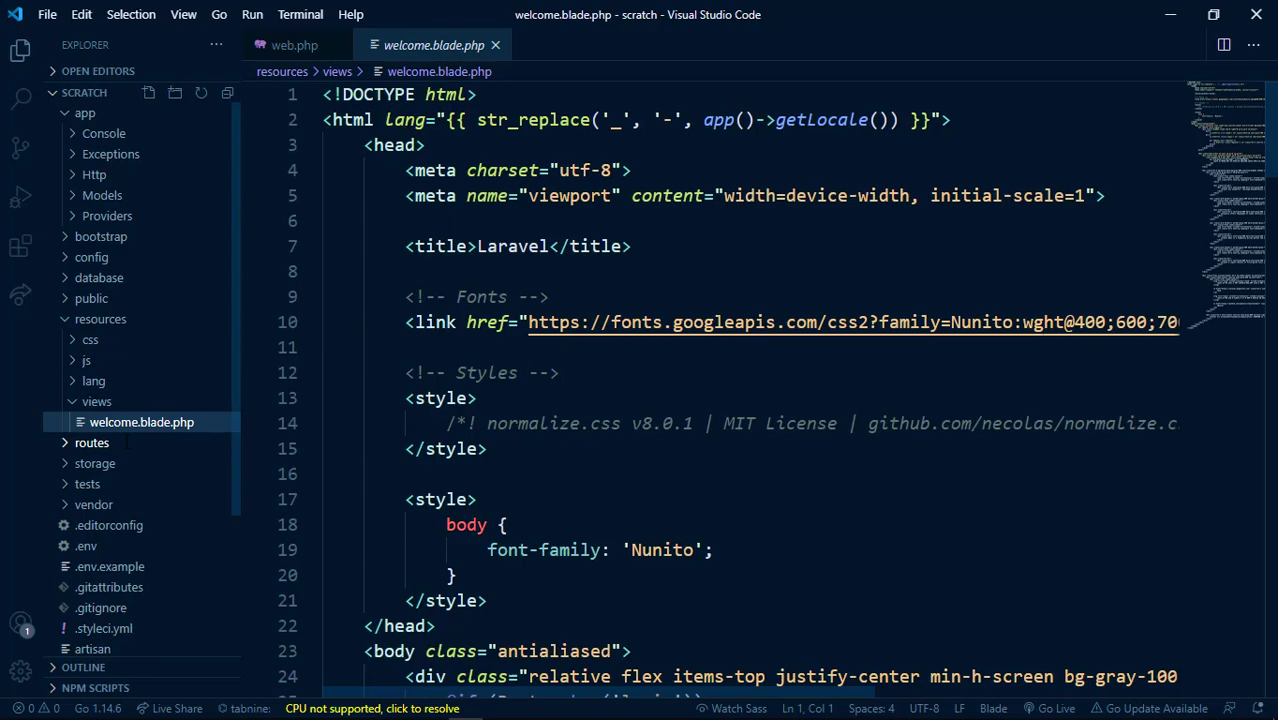 File Edit Selection View Go Run Terminal Help welcome.blade.php - scratch - Visual Studio Code
EXPLORER ···
OPEN EDITORS
SCRATCH
app
Console
Exceptions
Http
Models
Providers
bootstrap
config
database
public
resources
css
js
lang
views
welcome.blade.php
routes
storage
tests
vendor
.editorconfig
.env
.env.example
.gitattributes
.gitignore
.styleci.yml
artisan
OUTLINE
NPM SCRIPTS
1
web.php welcome.blade.php
resources > views > welcome.blade.php
1 <!DOCTYPE html>
2 <html lang="{{ str_replace('_', '-', app()->getLocale()) }}">
3 <head>
4 <meta charset="utf-8">
5 <meta name="viewport" content="width=device-width, initial-scale=1">
6
7 <title>Laravel</title>
8
9 <!-- Fonts -->
10 <link href="https://fonts.googleapis.com/css2?family=Nunito:wght@400;600;70
11
12 <!-- Styles -->
13 <style>
14 /*! normalize.css v8.0.1 | MIT License | github.com/necolas/normalize.c
15 </style>
16
17 <style>
18 body {
19 font-family: 'Nunito';
20 }
21 </style>
22 </head>
23 <body class="antialiased">
24 <div class="relative flex items-top justify-center min-h-screen bg-gray-100
0 0 Go 1.14.6 Live Share tabnine: CPU not supported, click to resolve Watch Sass Ln 1, Col 1 Spaces: 4 UTF-8 LF Blade Go Live Go Update Available